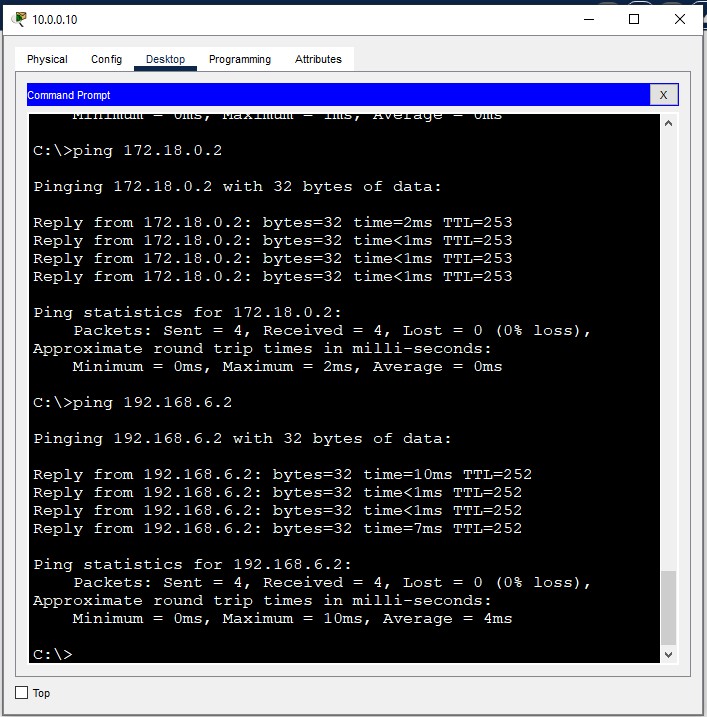 10.0.0.10
Physical Config Desktop Programming Attributes
Command Prompt X
Minimum = 0ms, Maximum = 1ms, Average = 0ms
C:\>ping 172.18.0.2
Pinging 172.18.0.2 with 32 bytes of data:
Reply from 172.18.0.2: bytes=32 time=2ms TTL=253
Reply from 172.18.0.2: bytes=32 time<1ms TTL=253
Reply from 172.18.0.2: bytes=32 time<1ms TTL=253
Reply from 172.18.0.2: bytes=32 time<1ms TTL=253
Ping statistics for 172.18.0.2:
Packets: Sent = 4, Received = 4, Lost = 0 (0% loss),
Approximate round trip times in milli-seconds:
Minimum = 0ms, Maximum = 2ms, Average = 0ms
C:\>ping 192.168.6.2
Pinging 192.168.6.2 with 32 bytes of data:
Reply from 192.168.6.2: bytes=32 time=10ms TTL=252
Reply from 192.168.6.2: bytes=32 time<1ms TTL=252
Reply from 192.168.6.2: bytes=32 time<1ms TTL=252
Reply from 192.168.6.2: bytes=32 time=7ms TTL=252
Ping statistics for 192.168.6.2:
Packets: Sent = 4, Received = 4, Lost = 0 (0% loss),
Approximate round trip times in milli-seconds:
Minimum = 0ms, Maximum = 10ms, Average = 4ms
C:\>
Top